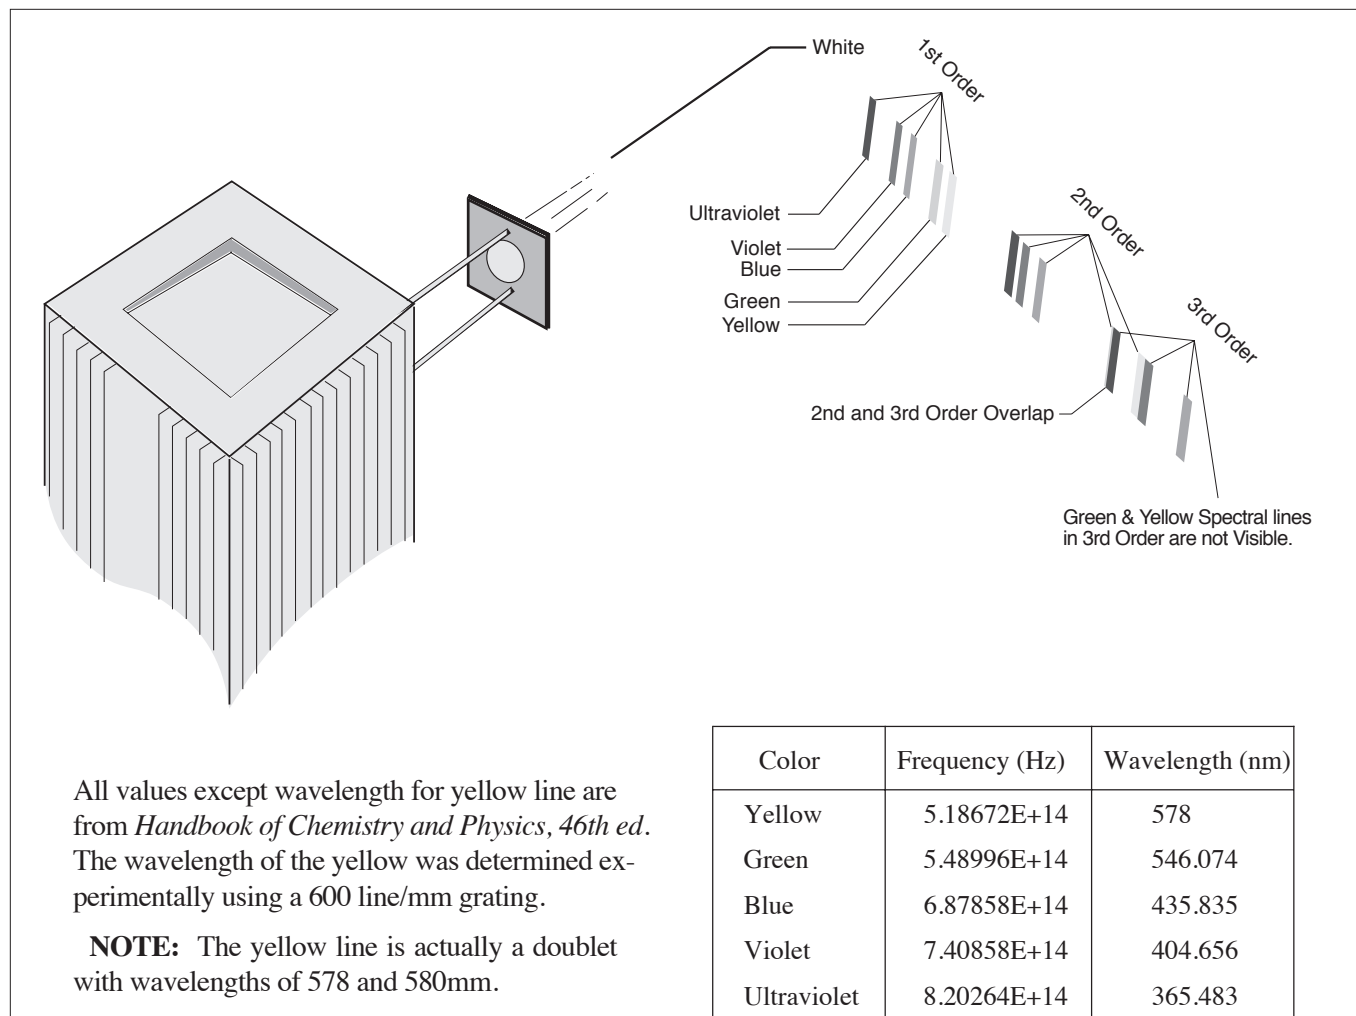 White
1st Order
Ultraviolet
Violet
Blue
Green
Yellow
2nd Order
3rd Order
2nd and 3rd Order Overlap
Green & Yellow Spectral lines
in 3rd Order are not Visible.
All values except wavelength for yellow line are
from Handbook of Chemistry and Physics, 46th ed.
The wavelength of the yellow was determined ex-
perimentally using a 600 line/mm grating.
NOTE: The yellow line is actually a doublet
with wavelengths of 578 and 580mm.
Color Frequency (Hz) Wavelength (nm)
Yellow 5.18672E+14 578
Green 5.48996E+14 546.074
Blue 6.87858E+14 435.835
Violet 7.40858E+14 404.656
Ultraviolet 8.20264E+14 365.483